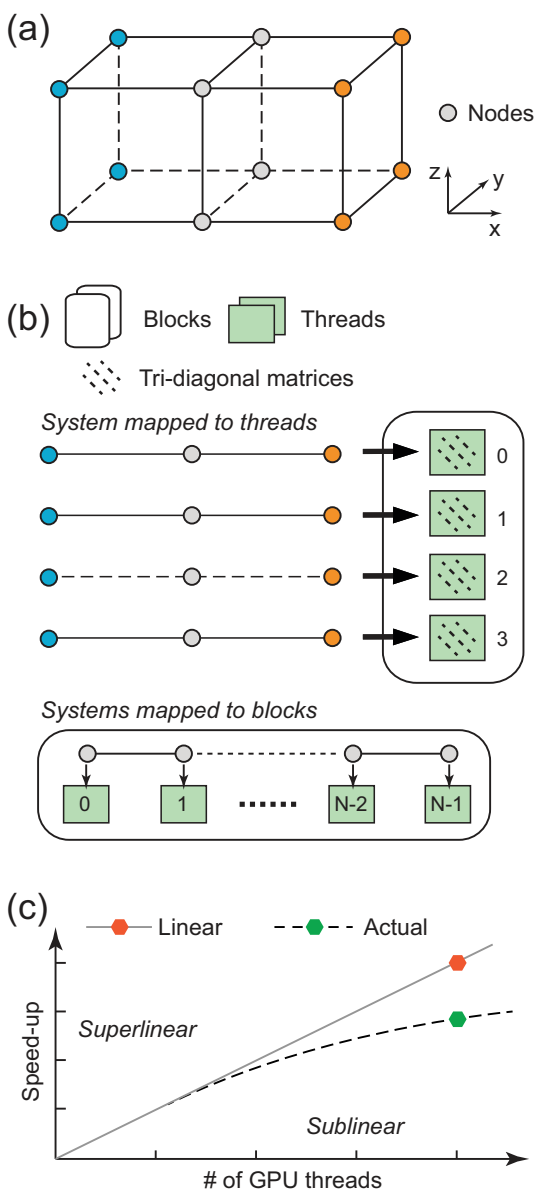 (a)
Nodes
z
y
x
(b)
Blocks
Threads
Tri-diagonal matrices
System mapped to threads
0
1
2
3
Systems mapped to blocks
0 1 ...... N-2 N-1
(c)
Linear
Actual
Superlinear
Speed-up
Sublinear
# of GPU threads